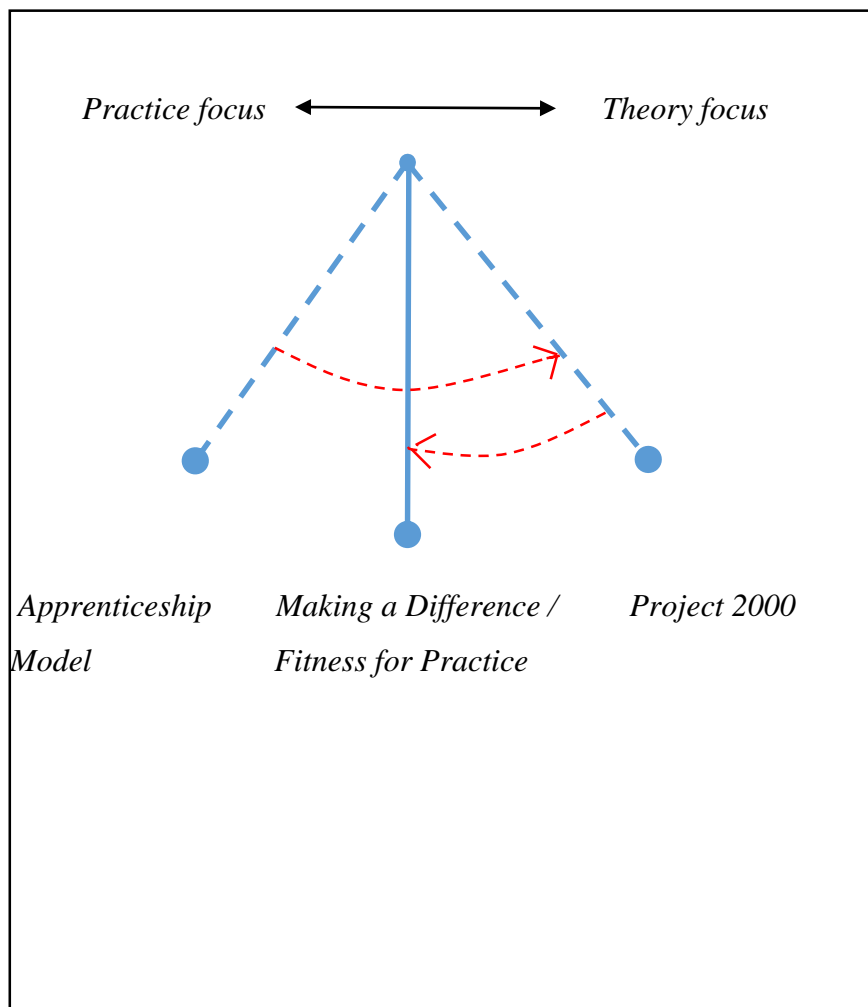 Practice focus Theory focus
Apprenticeship Making a Difference / Project 2000
Model Fitness for Practice